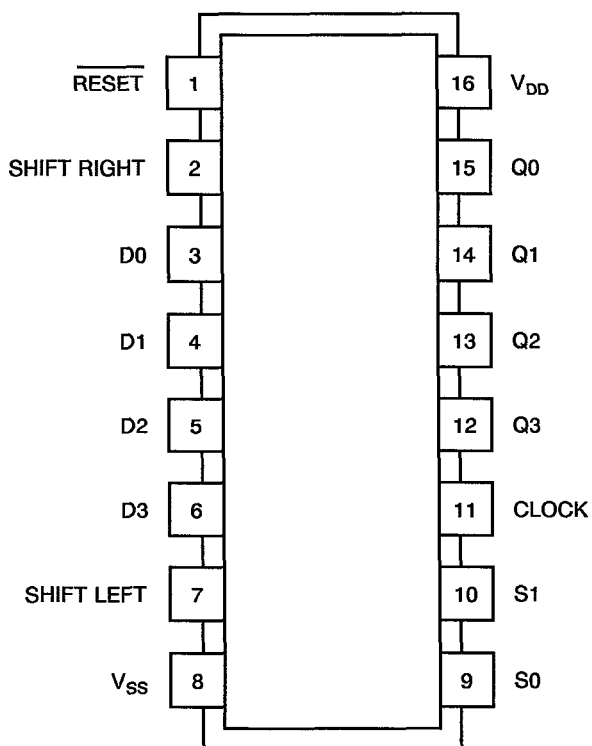 RESET 1 16 VDD
SHIFT RIGHT 2 15 Q0
D0 3 14 Q1
D1 4 13 Q2
D2 5 12 Q3
D3 6 11 CLOCK
SHIFT LEFT 7 10 S1
VSS 8 9 S0